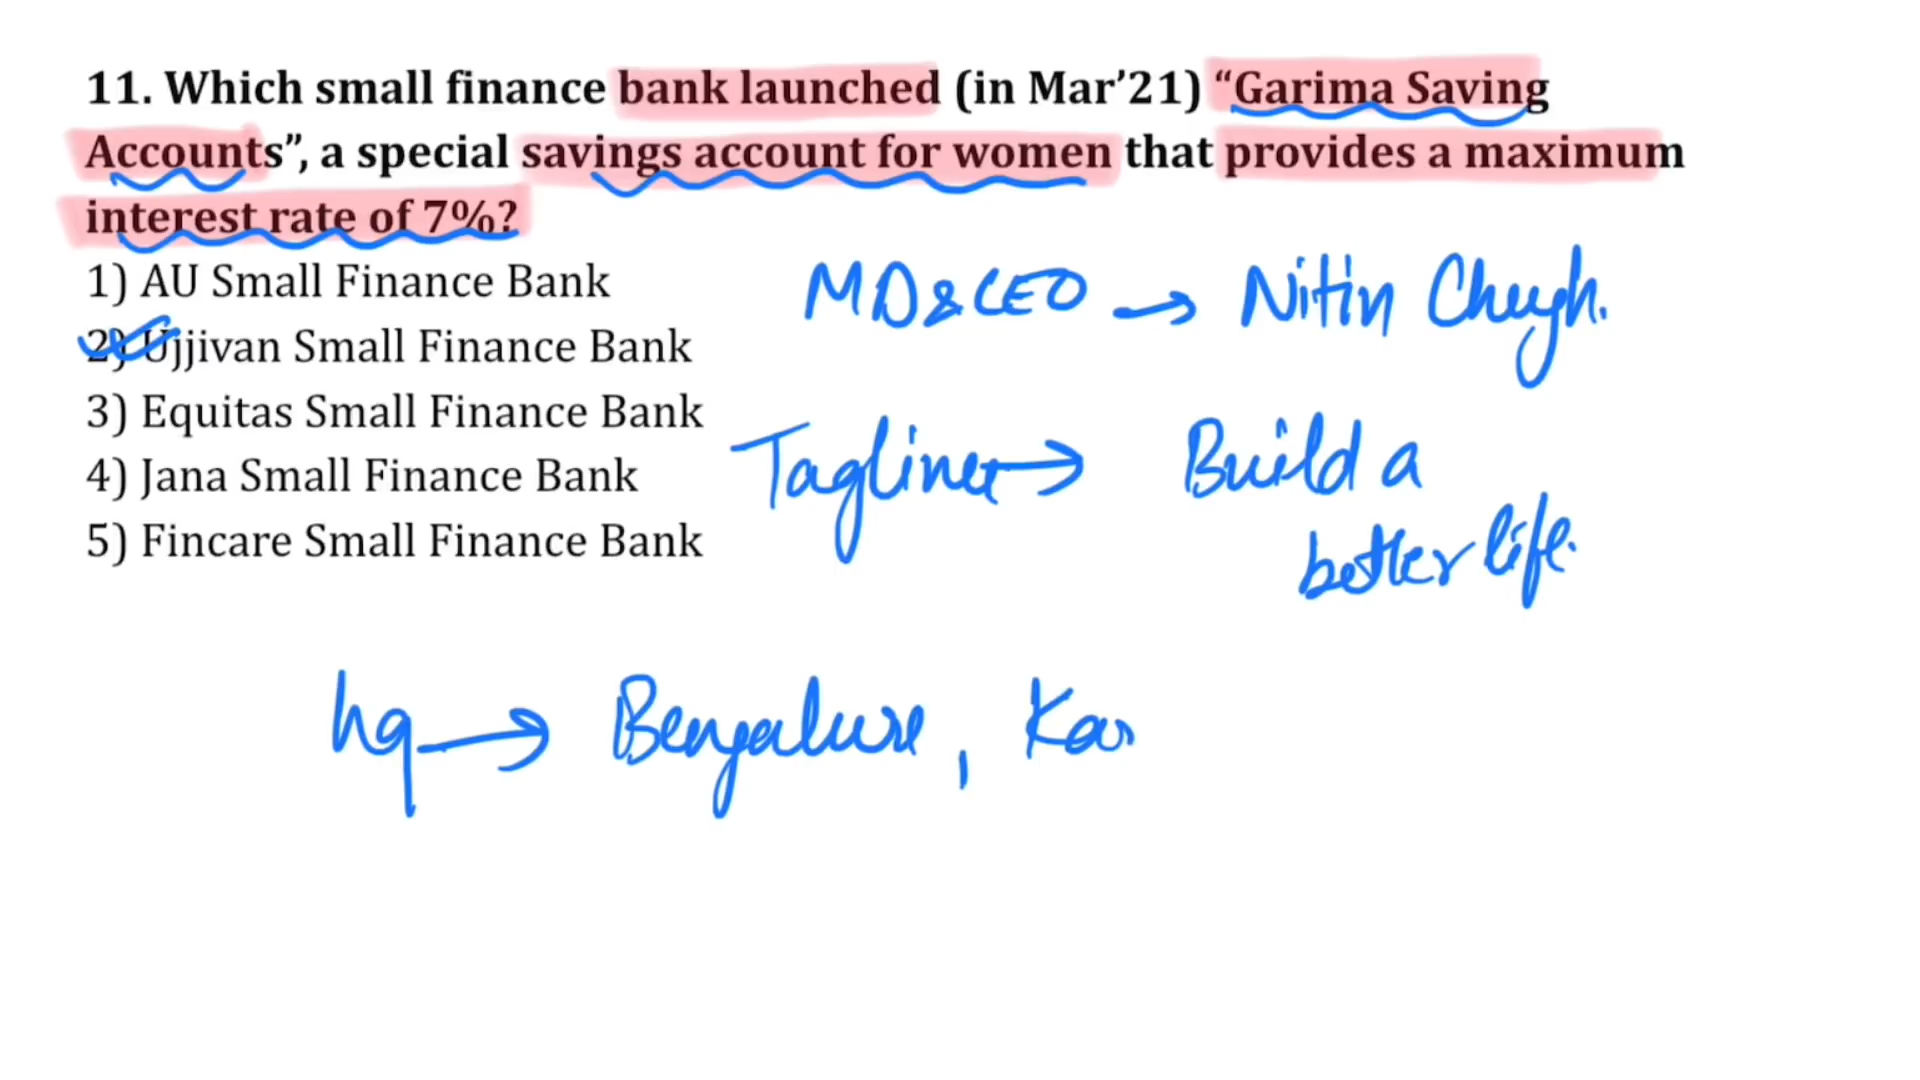 11. Which small finance bank launched (in Mar’21) “Garima Saving
Accounts”, a special savings account for women that provides a maximum
interest rate of 7%?
1) AU Small Finance Bank
2) Ujjivan Small Finance Bank
3) Equitas Small Finance Bank
4) Jana Small Finance Bank
5) Fincare Small Finance Bank
MD & CEO → Nitin Chugh.
Tagline → Build a
better life.
hq → Bengaluru, Kar